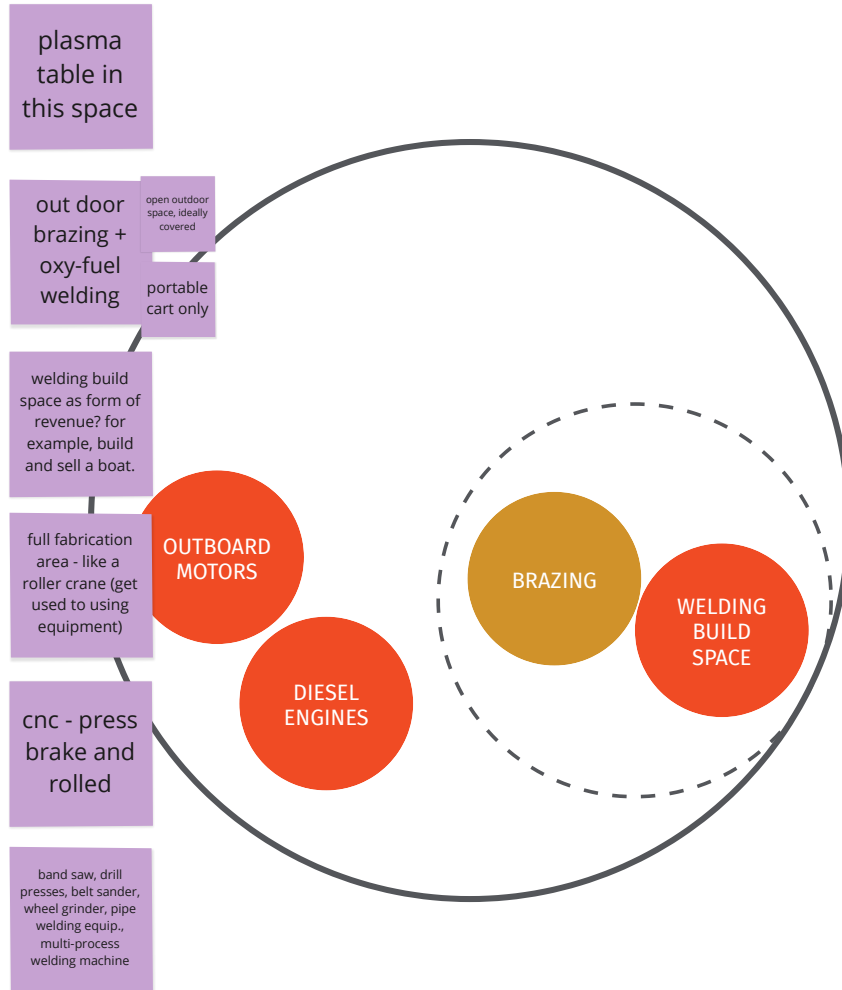 plasma
table in
this space
out door
brazing +
oxy-fuel
welding
open outdoor
space, ideally
covered
portable
cart only
welding build
space as form of
revenue? for
example, build
and sell a boat.
full fabrication
area - like a
roller crane (get
used to using
equipment)
cnc - press
brake and
rolled
band saw, drill
presses, belt sander,
wheel grinder, pipe
welding equip.,
multi-process
welding machine
OUTBOARD
MOTORS
DIESEL
ENGINES
BRAZING
WELDING
BUILD
SPACE